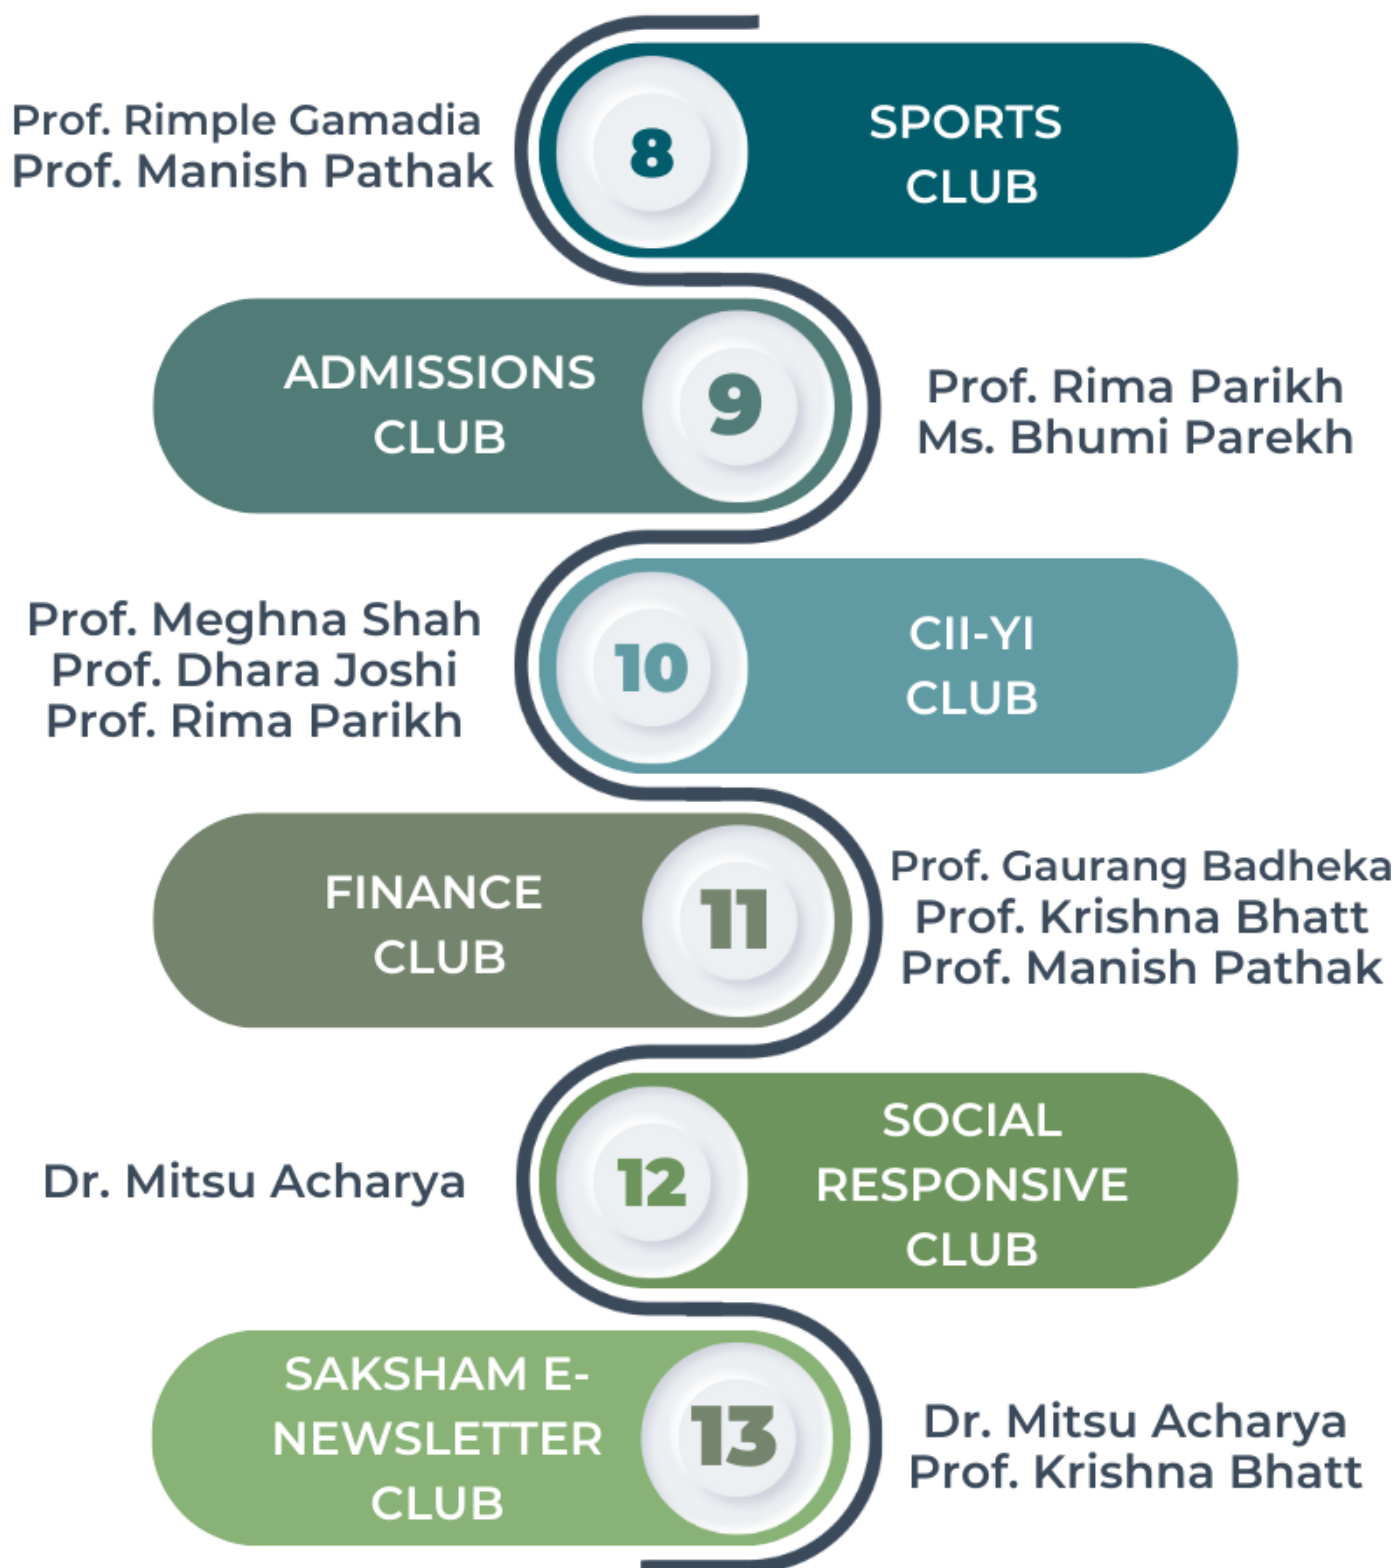 Prof. Rimple Gamadia
Prof. Manish Pathak
8
SPORTS
CLUB
ADMISSIONS
CLUB
9
Prof. Rima Parikh
Ms. Bhumi Parekh
Prof. Meghna Shah
Prof. Dhara Joshi
Prof. Rima Parikh
10
CII-YI
CLUB
FINANCE
CLUB
11
Prof. Gaurang Badheka
Prof. Krishna Bhatt
Prof. Manish Pathak
Dr. Mitsu Acharya
12
SOCIAL
RESPONSIVE
CLUB
SAKSHAM E-
NEWSLETTER
CLUB
13
Dr. Mitsu Acharya
Prof. Krishna Bhatt